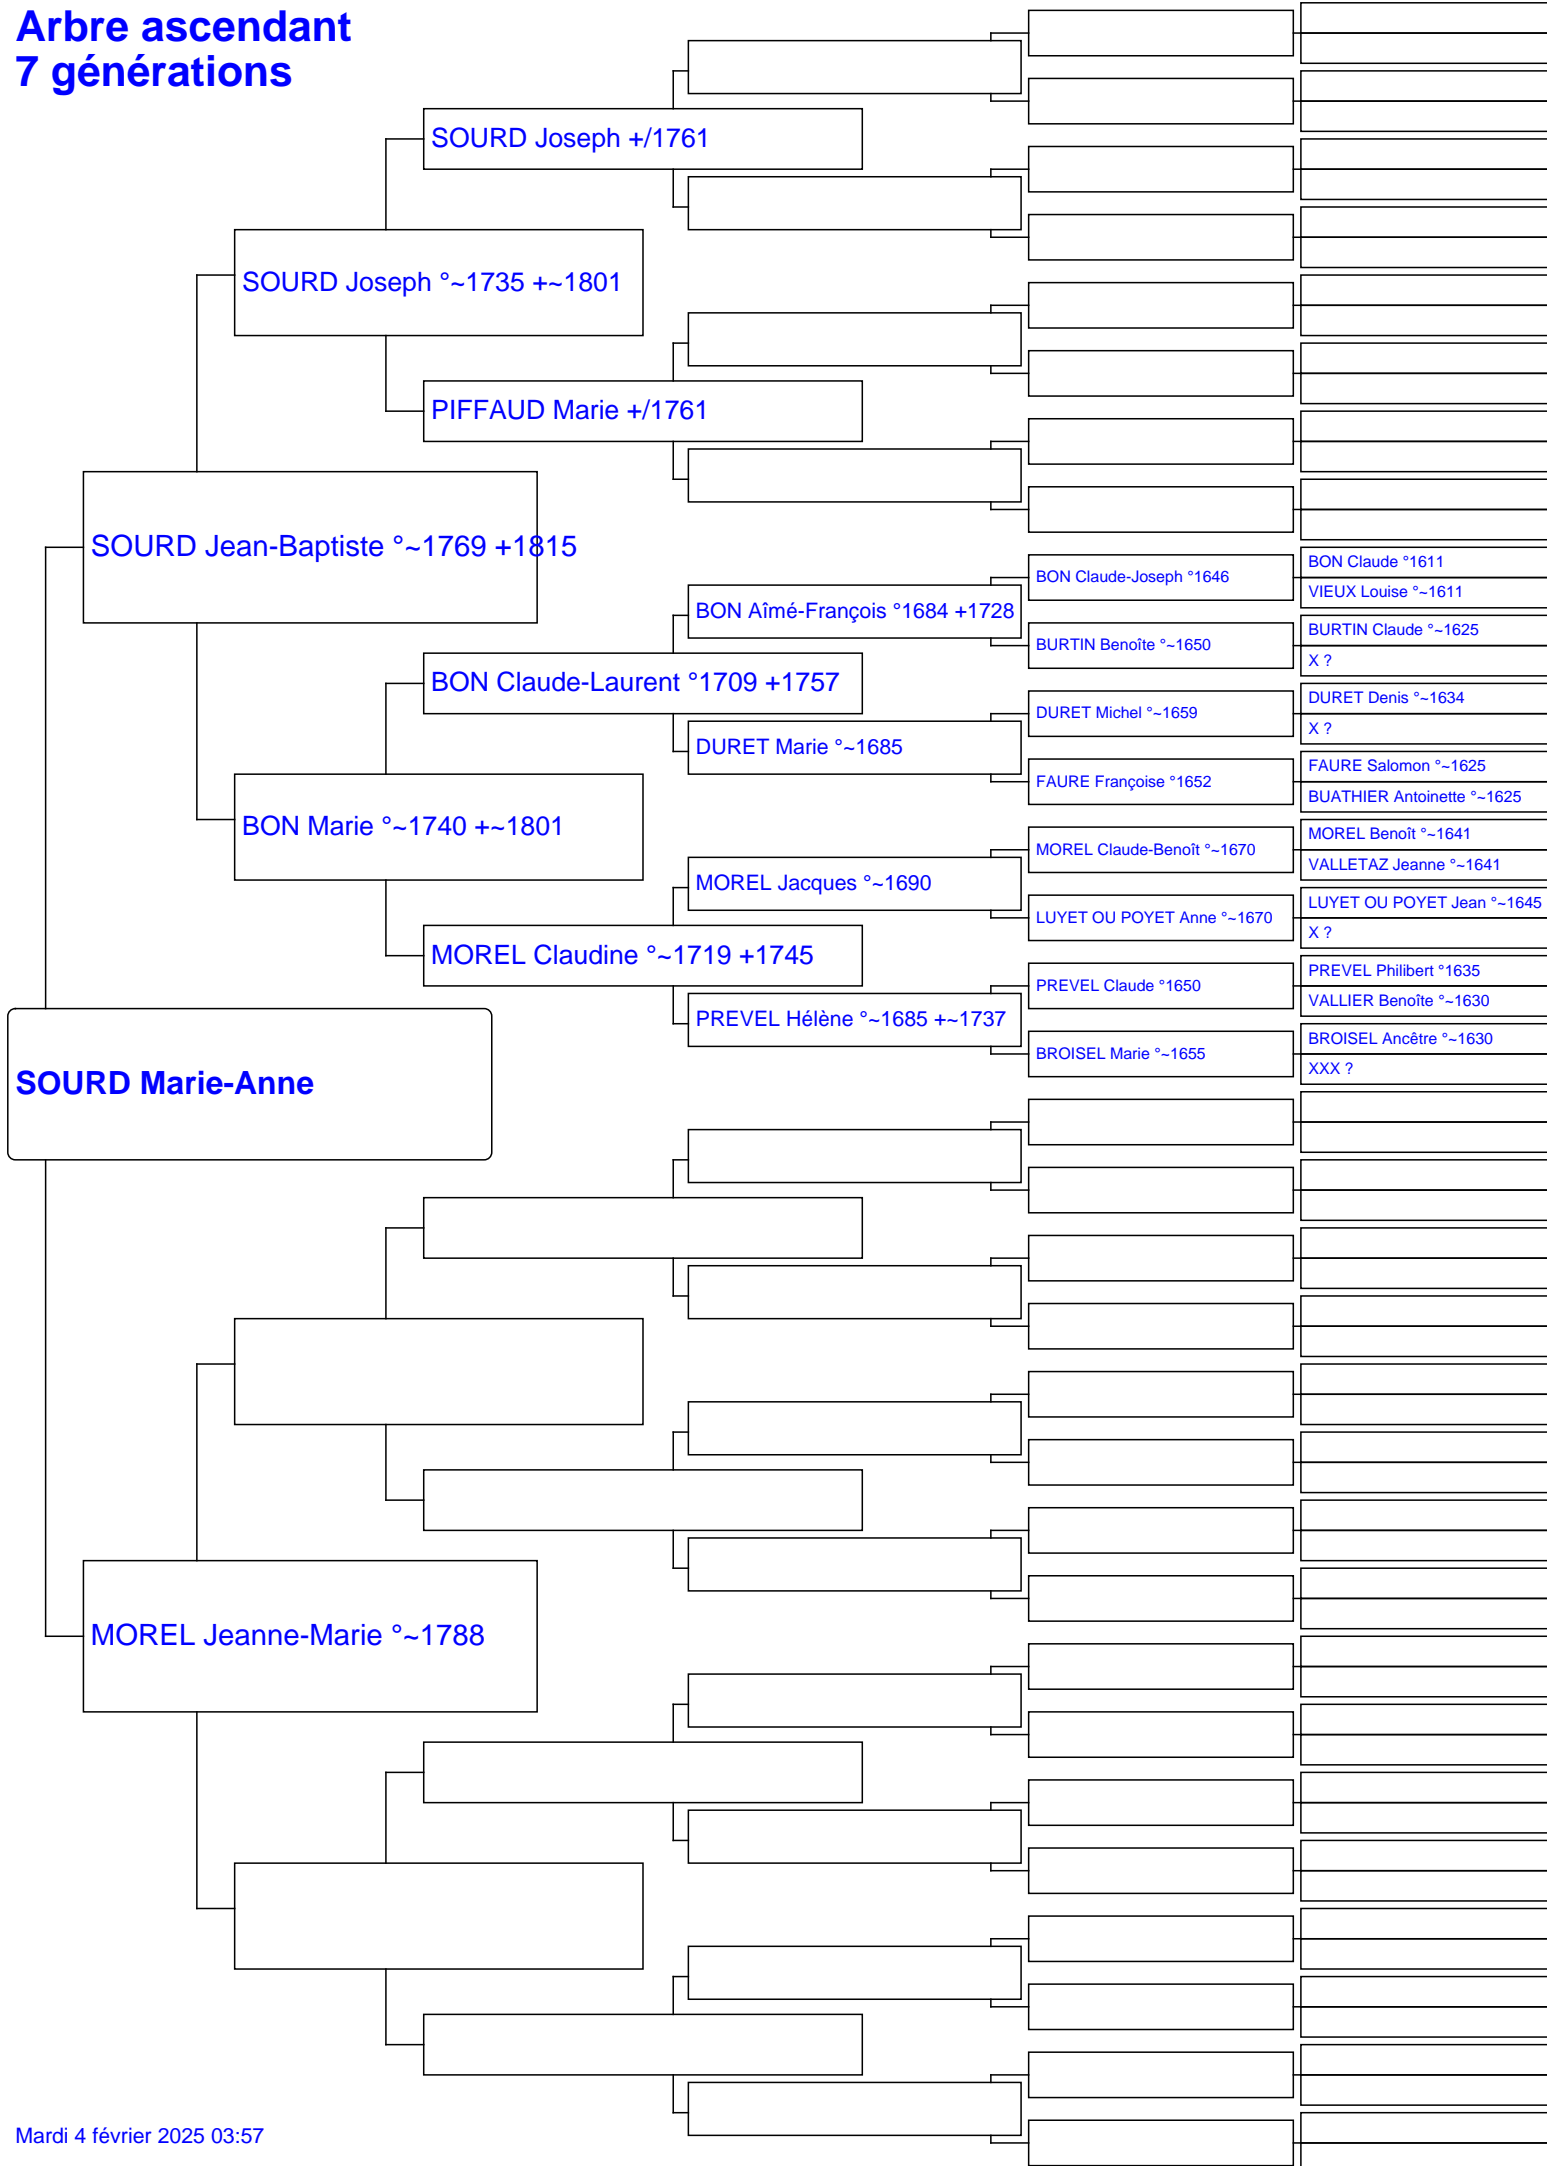 Arbre ascendant
7 générations
SOURD Joseph +/1761
SOURD Joseph °~1735 +~1801
PIFFAUD Marie +/1761
SOURD Jean-Baptiste °~1769 +1815
BON Claude °1611
BON Claude-Joseph °1646
VIEUX Louise °~1611
BON Aîmé-François °1684 +1728
BURTIN Claude °~1625
BURTIN Benoîte °~1650
X ?
BON Claude-Laurent °1709 +1757
DURET Denis °~1634
DURET Michel °~1659
X ?
DURET Marie °~1685
FAURE Salomon °~1625
FAURE Françoise °1652
BUATHIER Antoinette °~1625
BON Marie °~1740 +~1801
MOREL Benoît °~1641
MOREL Claude-Benoît °~1670
VALLETAZ Jeanne °~1641
MOREL Jacques °~1690
LUYET OU POYET Jean °~1645
LUYET OU POYET Anne °~1670
X ?
MOREL Claudine °~1719 +1745
PREVEL Philibert °1635
PREVEL Claude °1650
VALLIER Benoîte °~1630
PREVEL Hélène °~1685 +~1737
BROISEL Ancêtre °~1630
BROISEL Marie °~1655
XXX ?
SOURD Marie-Anne
MOREL Jeanne-Marie °~1788
Mardi 4 février 2025 03:57